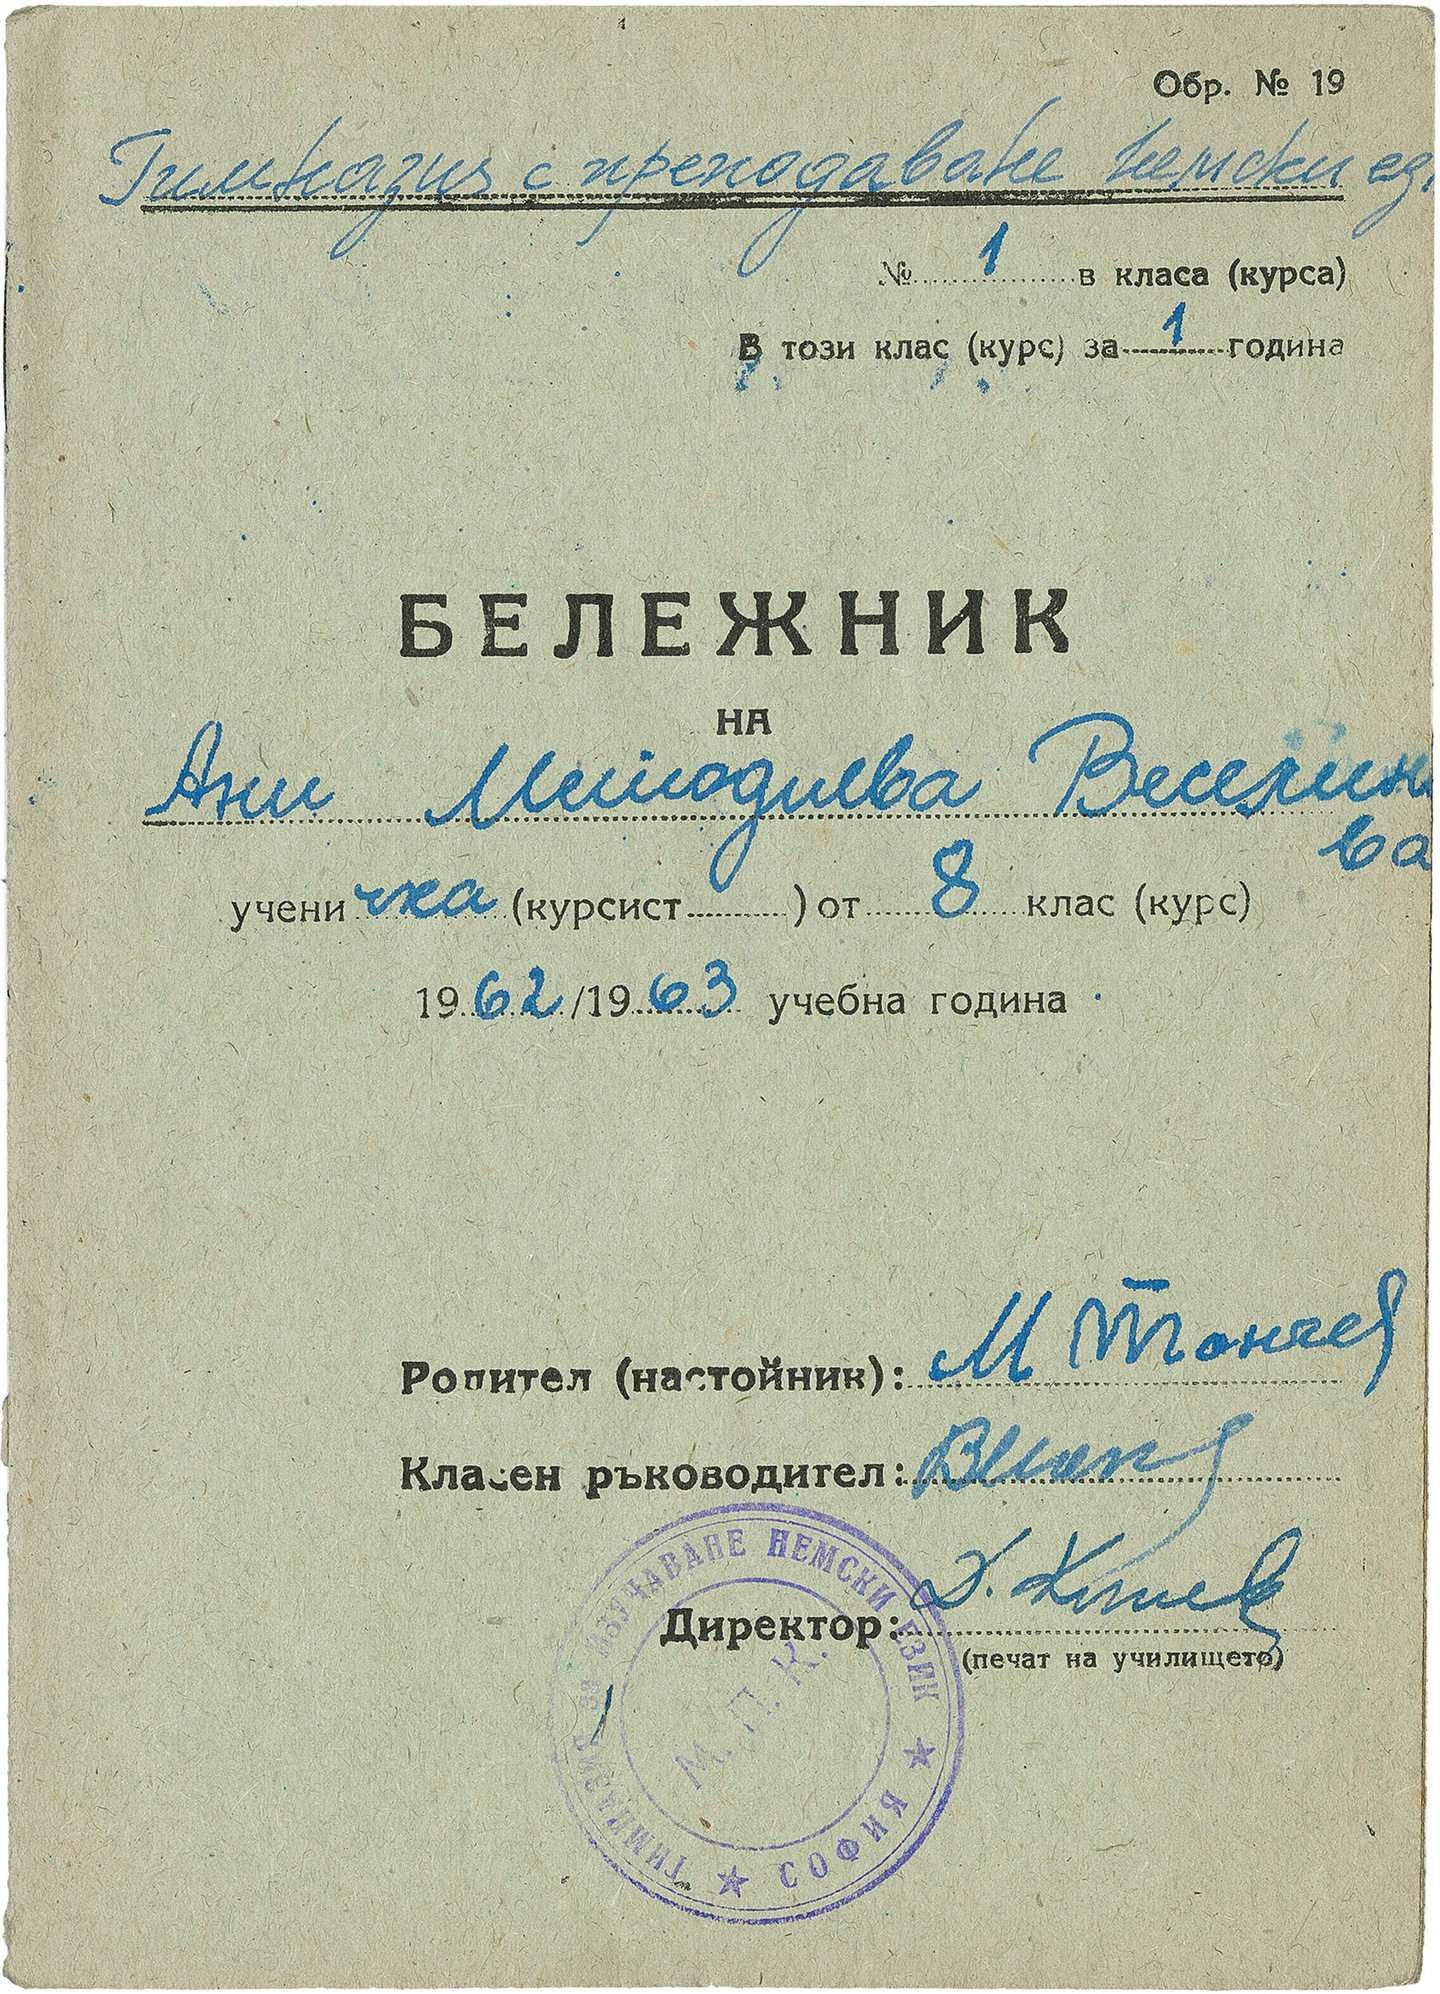 Обр. № 19
Гимназия с преподаване немски ез.
№ 1 в класа (курса)
В този клас (курс) за 1 година
БЕЛЕЖНИК
НА
Ани Методиева Веселино
ва
ученичка (курсист ) от 8 клас (курс)
1962/1963 учебна година
Родител (настойник): М
Класен ръководител:
Директор:
(печат на училището)
ГИМНАЗИЯ ЗА ИЗУЧАВАНЕ НЕМСКИ ЕЗИК ★ СОФИЯ ★
М. П. К.